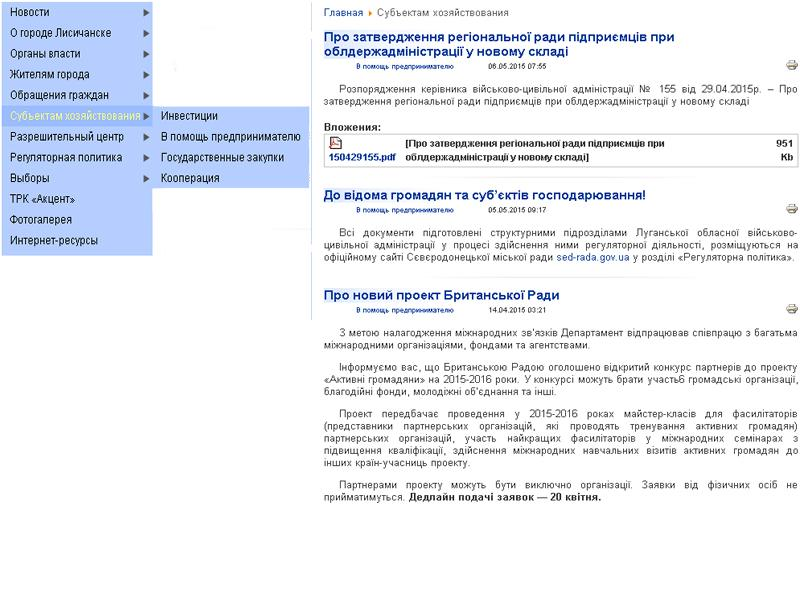 Новости
О городе Лисичанске
Органы власти
Жителям города
Обращения граждан
Субъектам хозяйствования
Разрешительный центр
Регуляторная политика
Выборы
ТРК «Акцент»
Фотогалерея
Интернет-ресурсы
Инвестиции
В помощь предпринимателю
Государственные закупки
Кооперация
Главная Субъектам хозяйствования
Про затвердження регіональної ради підприємців при
облдержадміністрації у новому складі
В помощь предпринимателю 06.05.2015 07:55
Розпорядження керівника військово-цивільної адміністрації № 155 від 29.04.2015р. – Про
затвердження регіональної ради підприємців при облдержадміністрації у новому складі
Вложения:
[Про затвердження регіональної ради підприємців при 951
150429155.pdf облдержадміністрації у новому складі] Kb
До відома громадян та суб'єктів господарювання!
В помощь предпринимателю 05.05.2015 09:17
Всі документи підготовлені структурними підрозділами Луганської обласної військово-
цивільної адміністрації у процесі здійснення ними регуляторної діяльності, розміщуються на
офіційному сайті Сєвєродонецької міської ради sed-rada.gov.ua у розділі «Регуляторна політика».
Про новий проект Британської Ради
В помощь предпринимателю 14.04.2015 03:21
З метою налагодження міжнародних зв'язків Департамент відпрацював співпрацю з багатьма
міжнародними організаціями, фондами та агентствами.
Інформуємо вас, що Британською Радою оголошено відкритий конкурс партнерів до проекту
«Активні громадяни» на 2015-2016 роки. У конкурсі можуть брати участь6 громадські організації,
благодійні фонди, молодіжні об'єднання та інші.
Проект передбачає проведення у 2015-2016 роках майстер-класів для фасилітаторів
(представники партнерських організацій, які проводять тренування активних громадян)
партнерських організацій, участь найкращих фасилітаторів у міжнародних семінарах з
підвищення кваліфікації, здійснення міжнародних навчальних візитів активних громадян до
інших країн-учасниць проекту.
Партнерами проекту можуть бути виключно організації. Заявки від фізичних осіб не
прийматимуться. Дедлайн подачі заявок — 20 квітня.